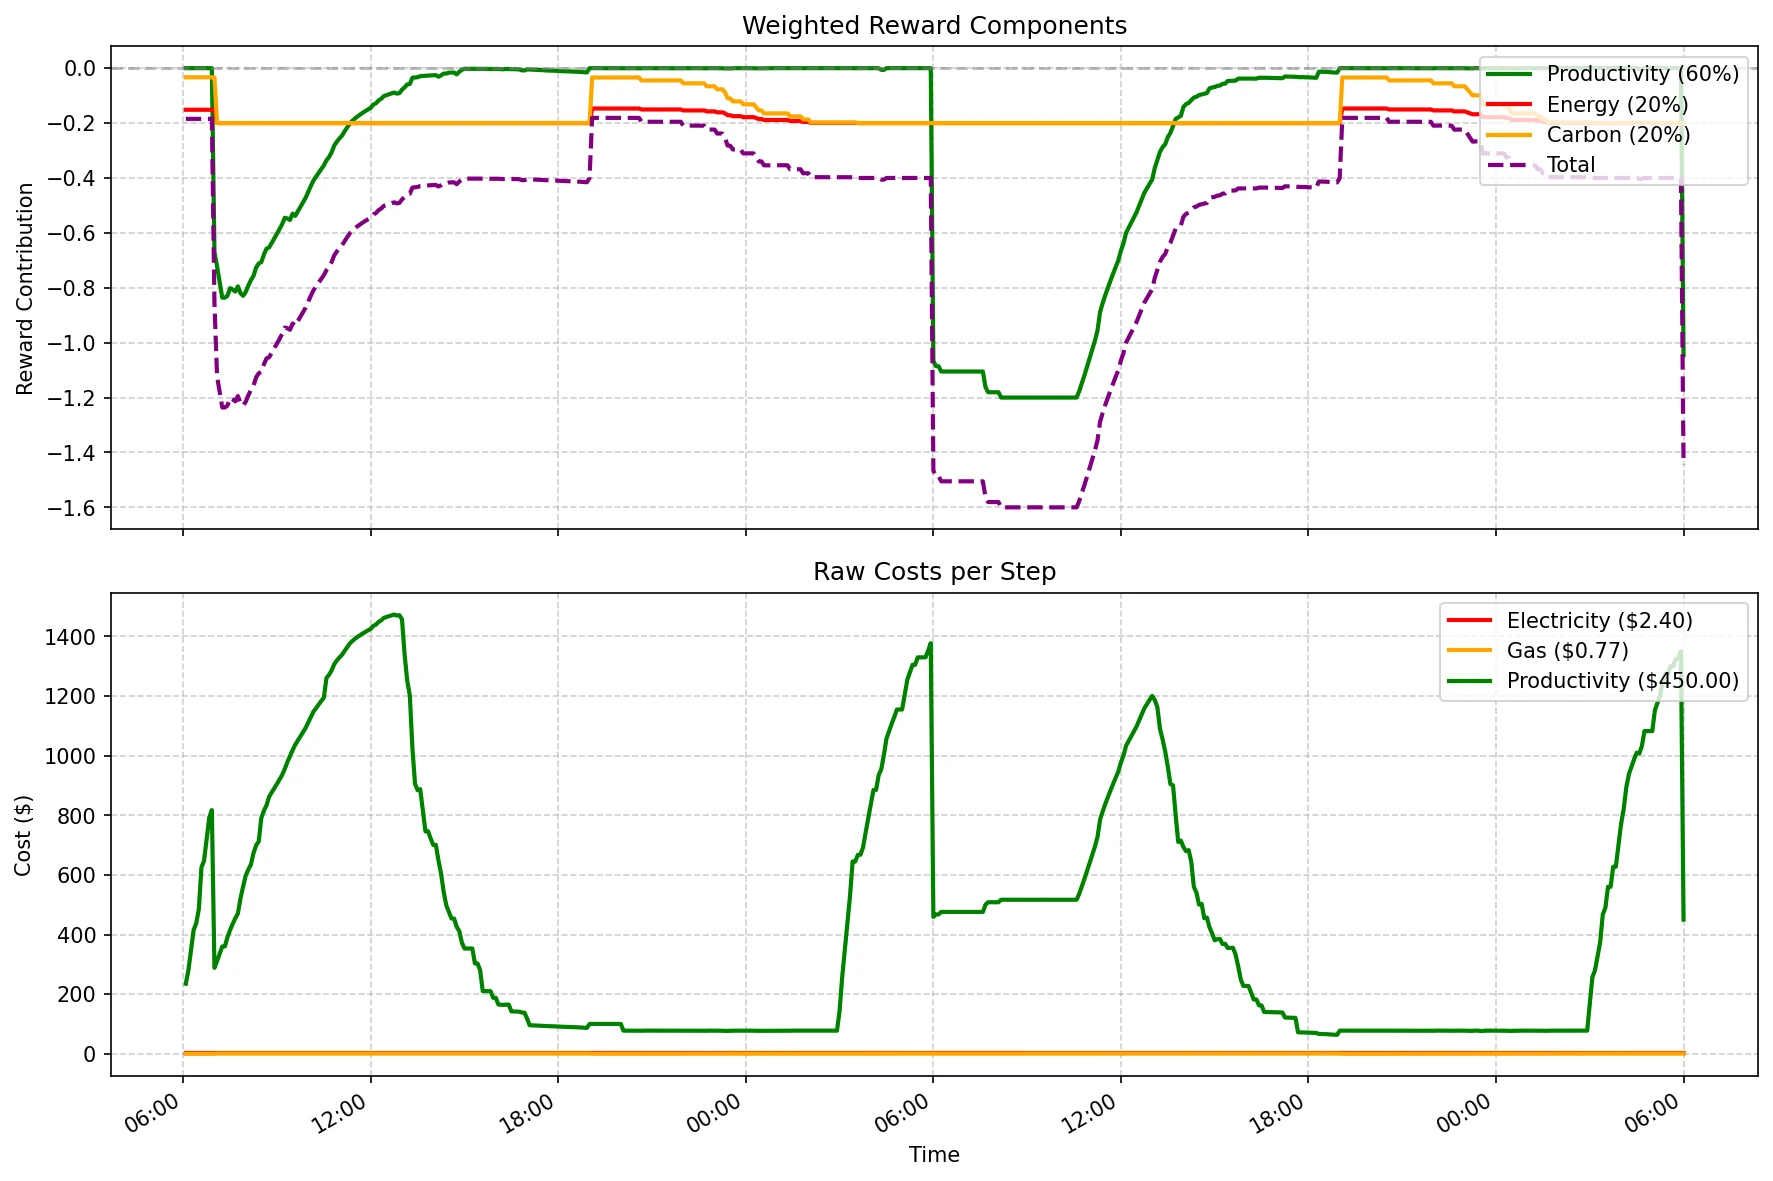 Weighted Reward Components
0.0
−0.2
−0.4
−0.6
−0.8
−1.0
−1.2
−1.4
−1.6
Reward Contribution
Productivity (60%)
Energy (20%)
Carbon (20%)
Total
Raw Costs per Step
1400
1200
1000
800
600
400
200
0
Cost ($)
Electricity ($2.40)
Gas ($0.77)
Productivity ($450.00)
06:00 12:00 18:00 00:00 06:00 12:00 18:00 00:00 06:00
Time